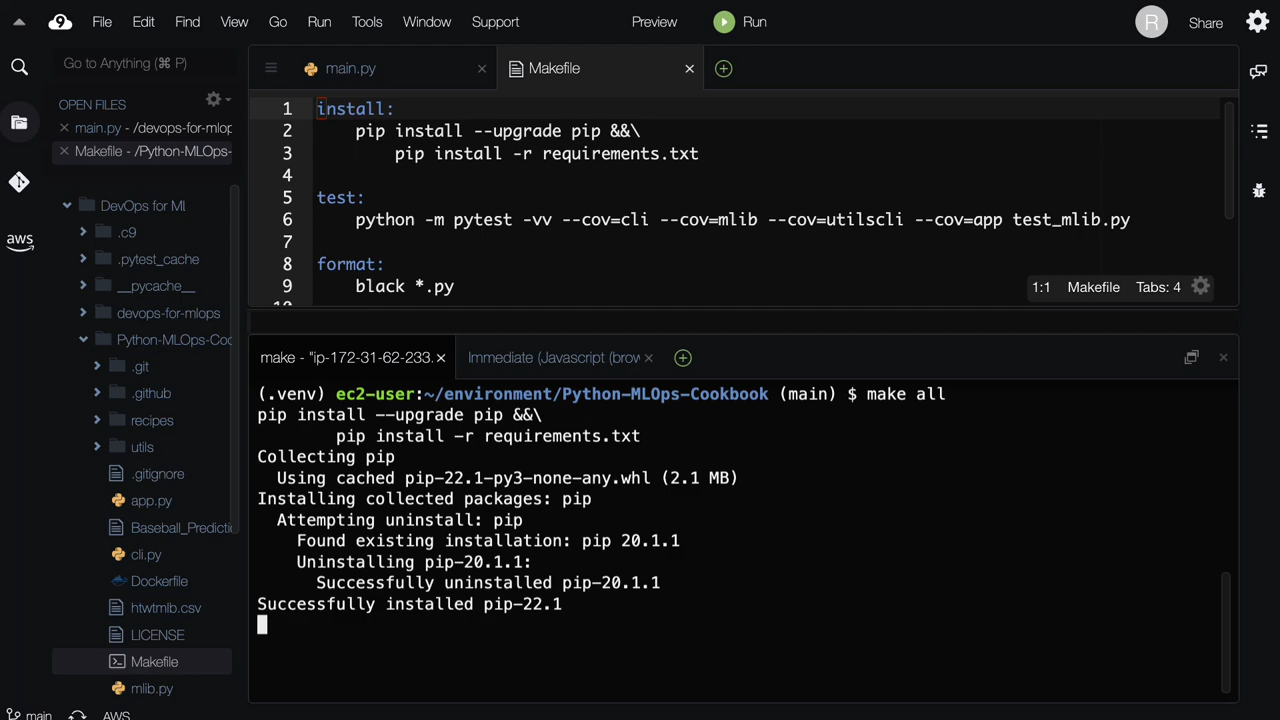 9 File Edit Find View Go Run Tools Window Support Preview Run R Share
Go to Anything (⌘ P)
main.py
Makefile
OPEN FILES
main.py - /devops-for-mlop
Makefile - /Python-MLOps-
DevOps for Ml
.c9
.pytest_cache
__pycache__
devops-for-mlops
Python-MLOps-Coo
.git
.github
recipes
utils
.gitignore
app.py
Baseball_Predictio
cli.py
Dockerfile
htwtmlb.csv
LICENSE
Makefile
mlib.py
main AWS
aws
1 install:
2 pip install --upgrade pip &&\
3 pip install -r requirements.txt
4
5 test:
6 python -m pytest -vv --cov=cli --cov=mlib --cov=utilscli --cov=app test_mlib.py
7
8 format:
9 black *.py
10
1:1 Makefile Tabs: 4
make - "ip-172-31-62-233.
Immediate (Javascript (brow
(.venv) ec2-user:~/environment/Python-MLOps-Cookbook (main) $ make all
pip install --upgrade pip &&\
pip install -r requirements.txt
Collecting pip
Using cached pip-22.1-py3-none-any.whl (2.1 MB)
Installing collected packages: pip
Attempting uninstall: pip
Found existing installation: pip 20.1.1
Uninstalling pip-20.1.1:
Successfully uninstalled pip-20.1.1
Successfully installed pip-22.1